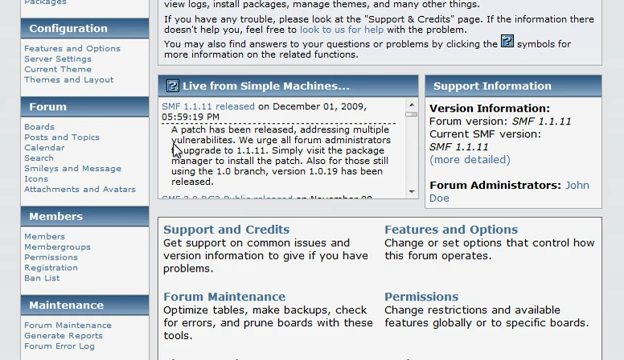 Packages
Configuration
Features and Options
Server Settings
Current Theme
Themes and Layout
Forum
Boards
Posts and Topics
Calendar
Search
Smileys and Message
Icons
Attachments and Avatars
Members
Members
Membergroups
Permissions
Registration
Ban List
Maintenance
Forum Maintenance
Generate Reports
Forum Error Log
view logs, install packages, manage themes, and many other things.
If you have any trouble, please look at the "Support & Credits" page. If the information there
doesn't help you, feel free to look to us for help with the problem.
You may also find answers to your questions or problems by clicking the ? symbols for
more information on the related functions.
? Live from Simple Machines...
SMF 1.1.11 released on December 01, 2009,
05:59:19 PM
A patch has been released, addressing multiple
vulnerabilites. We urge all forum administrators
to upgrade to 1.1.11. Simply visit the package
manager to install the patch. Also for those still
using the 1.0 branch, version 1.0.19 has been
released.
SMF 2.0 RC2 Public released on November
Support Information
Version Information:
Forum version: SMF 1.1.11
Current SMF version:
SMF 1.1.11
(more detailed)
Forum Administrators: John
Doe
Support and Credits
Get support on common issues and
version information to give if you have
problems.
Features and Options
Change or set options that control how
this forum operates.
Forum Maintenance
Optimize tables, make backups, check
for errors, and prune boards with these
tools.
Permissions
Change restrictions and available
features globally or to specific boards.